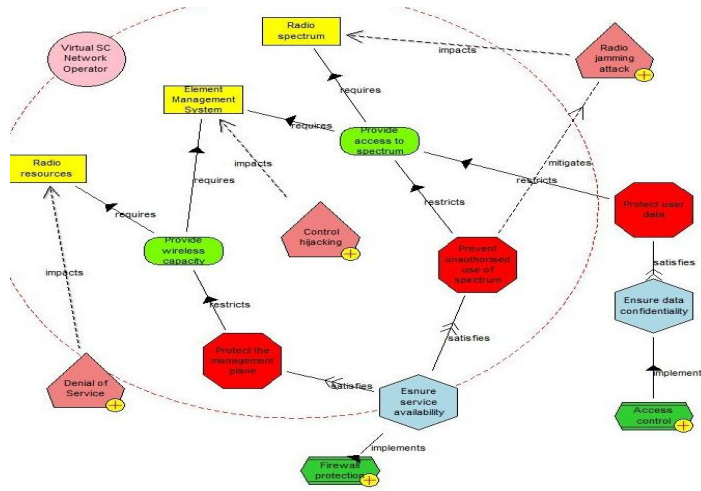 Radio
spectrum
Virtual SC
Network
Operator
Radio
jamming
attack
impacts
requires
Element
Management
System
requires
Provide
access to
spectrum
impacts
mitigates
Radio
resources
requires
restricts
restricts
Protect user
data
requires
Control
hijacking
Provide
wireless
capacity
Prevent
unauthorised
use of
spectrum
satisfies
impacts
Ensure data
confidentiality
restricts
satisfies
Protect the
management
plane
implement
Denial of
Service
satisfies
Esnure
service
availability
Access
control
implements
Firewall
protection